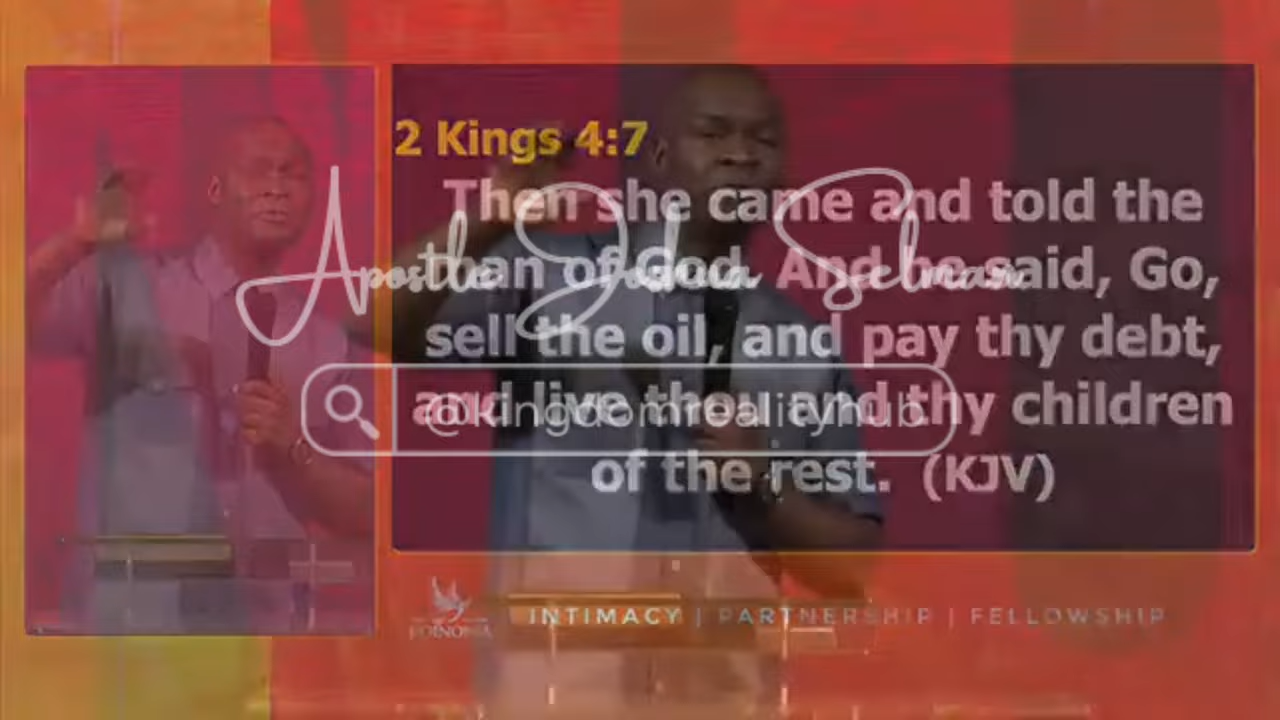 2 Kings 4:7
Then she came and told the
man of God. And he said, Go,
sell the oil, and pay thy debt,
and live thou and thy children
of the rest. (KJV)
Apostle Joshua Selman
@kingdomrealityhub
KOINONIA
INTIMACY | PARTNERSHIP | FELLOWSHIP